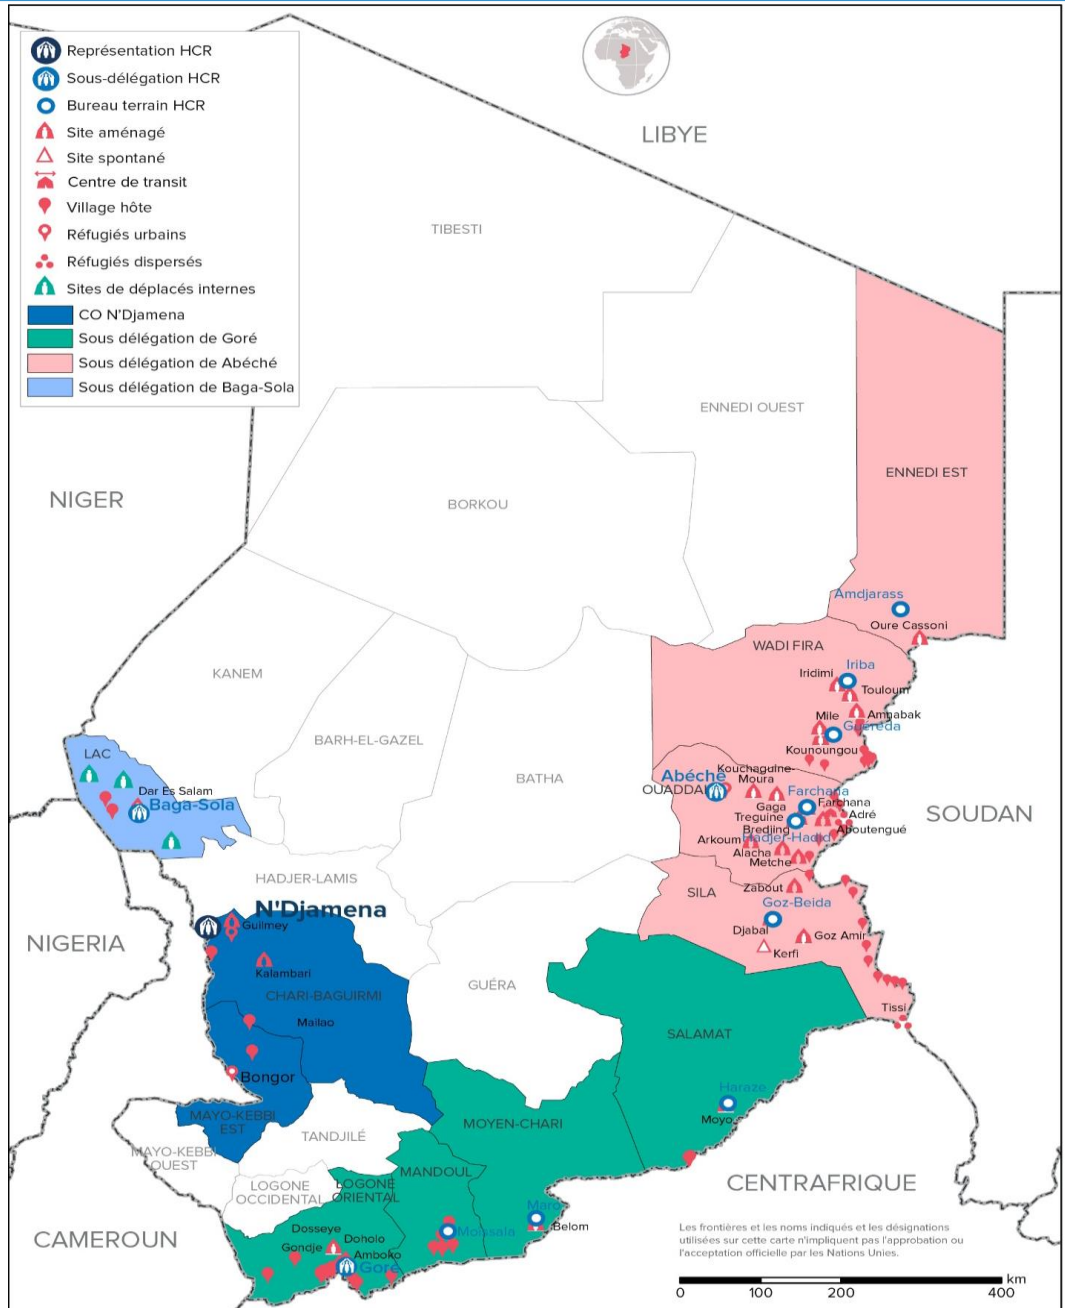 Représentation HCR
Sous-délégation HCR
Bureau terrain HCR
Site aménagé
Site spontané
Centre de transit
Village hôte
Réfugiés urbains
Réfugiés dispersés
Sites de déplacés internes
CO N'Djamena
Sous délégation de Goré
Sous délégation de Abéché
Sous délégation de Baga-Sola
LIBYE
TIBESTI
ENNEDI OUEST
ENNEDI EST
NIGER
BORKOU
Amdjarass
Oure Cassoni
WADI FIRA
Iriba
Iridimi
Touloum
KANEM
Mile
Amnabak
Guéréda
BARH-EL-GAZEL
Kounoungou
LAC
BATHA
Kouchaguine-
Moura
Abéché
OUADDAI
Dar Es Salam
Baga-Sola
Farchana
Gaga
Farchana
Treguine
Adré
SOUDAN
Bredjing
Aboutengué
Hadjer-Hadid
Arkoum
Alacha
Metche
HADJER-LAMIS
Zabout
SILA
Goz-Beida
N'Djamena
Guilmey
Djabal
Goz Amir
NIGERIA
Kerfi
Kalambari
GUÉRA
CHARI-BAGUIRMI
Tissi
Mailao
SALAMAT
Bongor
Haraze
MAYO-KEBBI
EST
Moyo
MOYEN-CHARI
TANDJILÉ
MAYO-KEBBI
OUEST
MANDOUL
LOGONE
OCCIDENTAL
LOGONE
ORIENTAL
CENTRAFRIQUE
Maro
Belom
Dosseye
Moissala
CAMEROUN
Dohoio
Gondje
Amboko
Goré
Les frontières et les noms indiqués et les désignations
utilisées sur cette carte n'impliquent pas l'approbation ou
l'acceptation officielle par les Nations Unies.
km
0 100 200 400